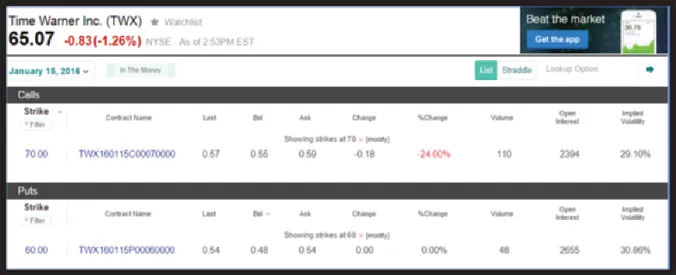 Time Warner Inc. (TWX) ★ Watchlist
65.07 -0.83(-1.26%) NYSE - As of 2:53PM EST
Beat the market
Get the app
36.78
January 15, 2016
In The Money
List Straddle Lookup Option
Calls
Strike Contract Name Last Bid Ask Change %Change Volume Open Interest Implied Volatility
Filter
Showing strikes at 70 × [modify]
70.00 TWX160115C00070000 0.57 0.55 0.59 -0.18 -24.00% 110 2394 29.10%
Puts
Strike Contract Name Last Bid Ask Change %Change Volume Open Interest Implied Volatility
Filter
Showing strikes at 60 × [modify]
60.00 TWX160115P00060000 0.54 0.48 0.54 0.00 0.00% 48 2655 30.86%